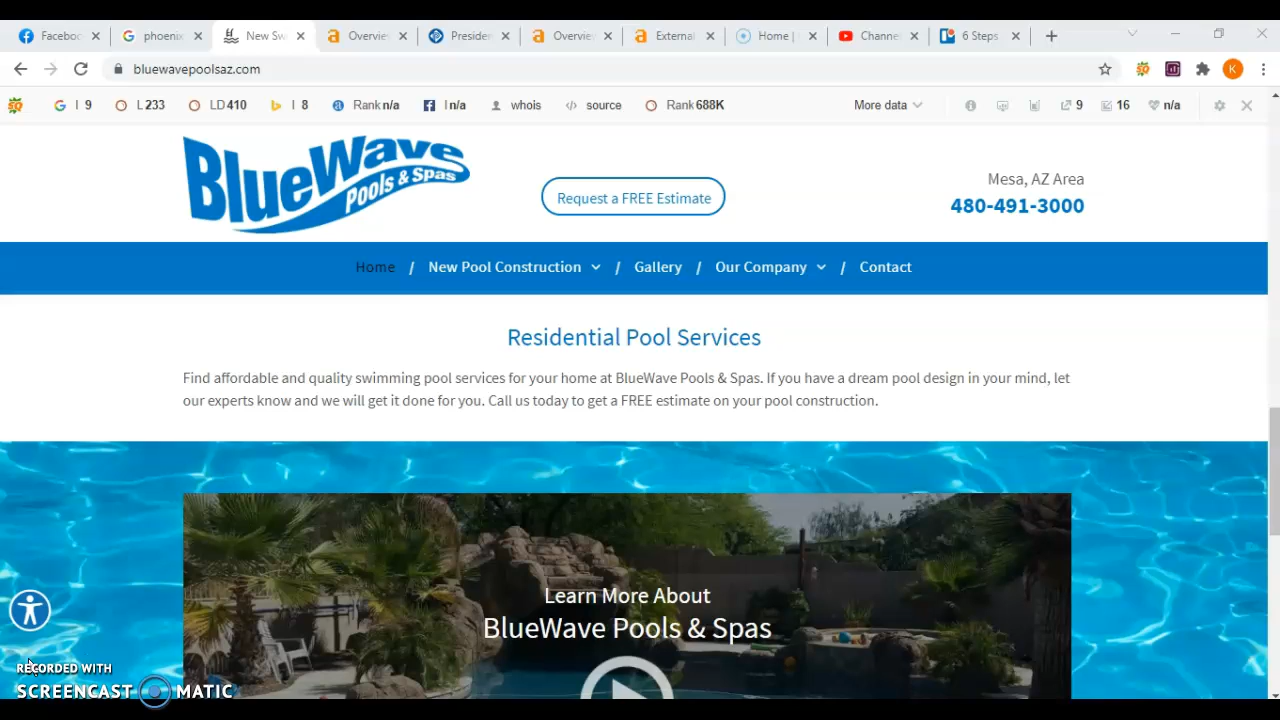 Faceboo
phoenix
New Sw
Overvie
Presiden
Overvie
External
Home |
Channe
6 Steps
bluewavepoolsaz.com
I 9
L 233
LD 410
I 8
Rank n/a
I n/a
whois
source
Rank 688K
More data
9
16
n/a
BlueWave
Pools & Spas
Request a FREE Estimate
Mesa, AZ Area
480-491-3000
Home / New Pool Construction / Gallery / Our Company / Contact
Residential Pool Services
Find affordable and quality swimming pool services for your home at BlueWave Pools & Spas. If you have a dream pool design in your mind, let
our experts know and we will get it done for you. Call us today to get a FREE estimate on your pool construction.
Learn More About
BlueWave Pools & Spas
RECORDED WITH
SCREENCAST MATIC